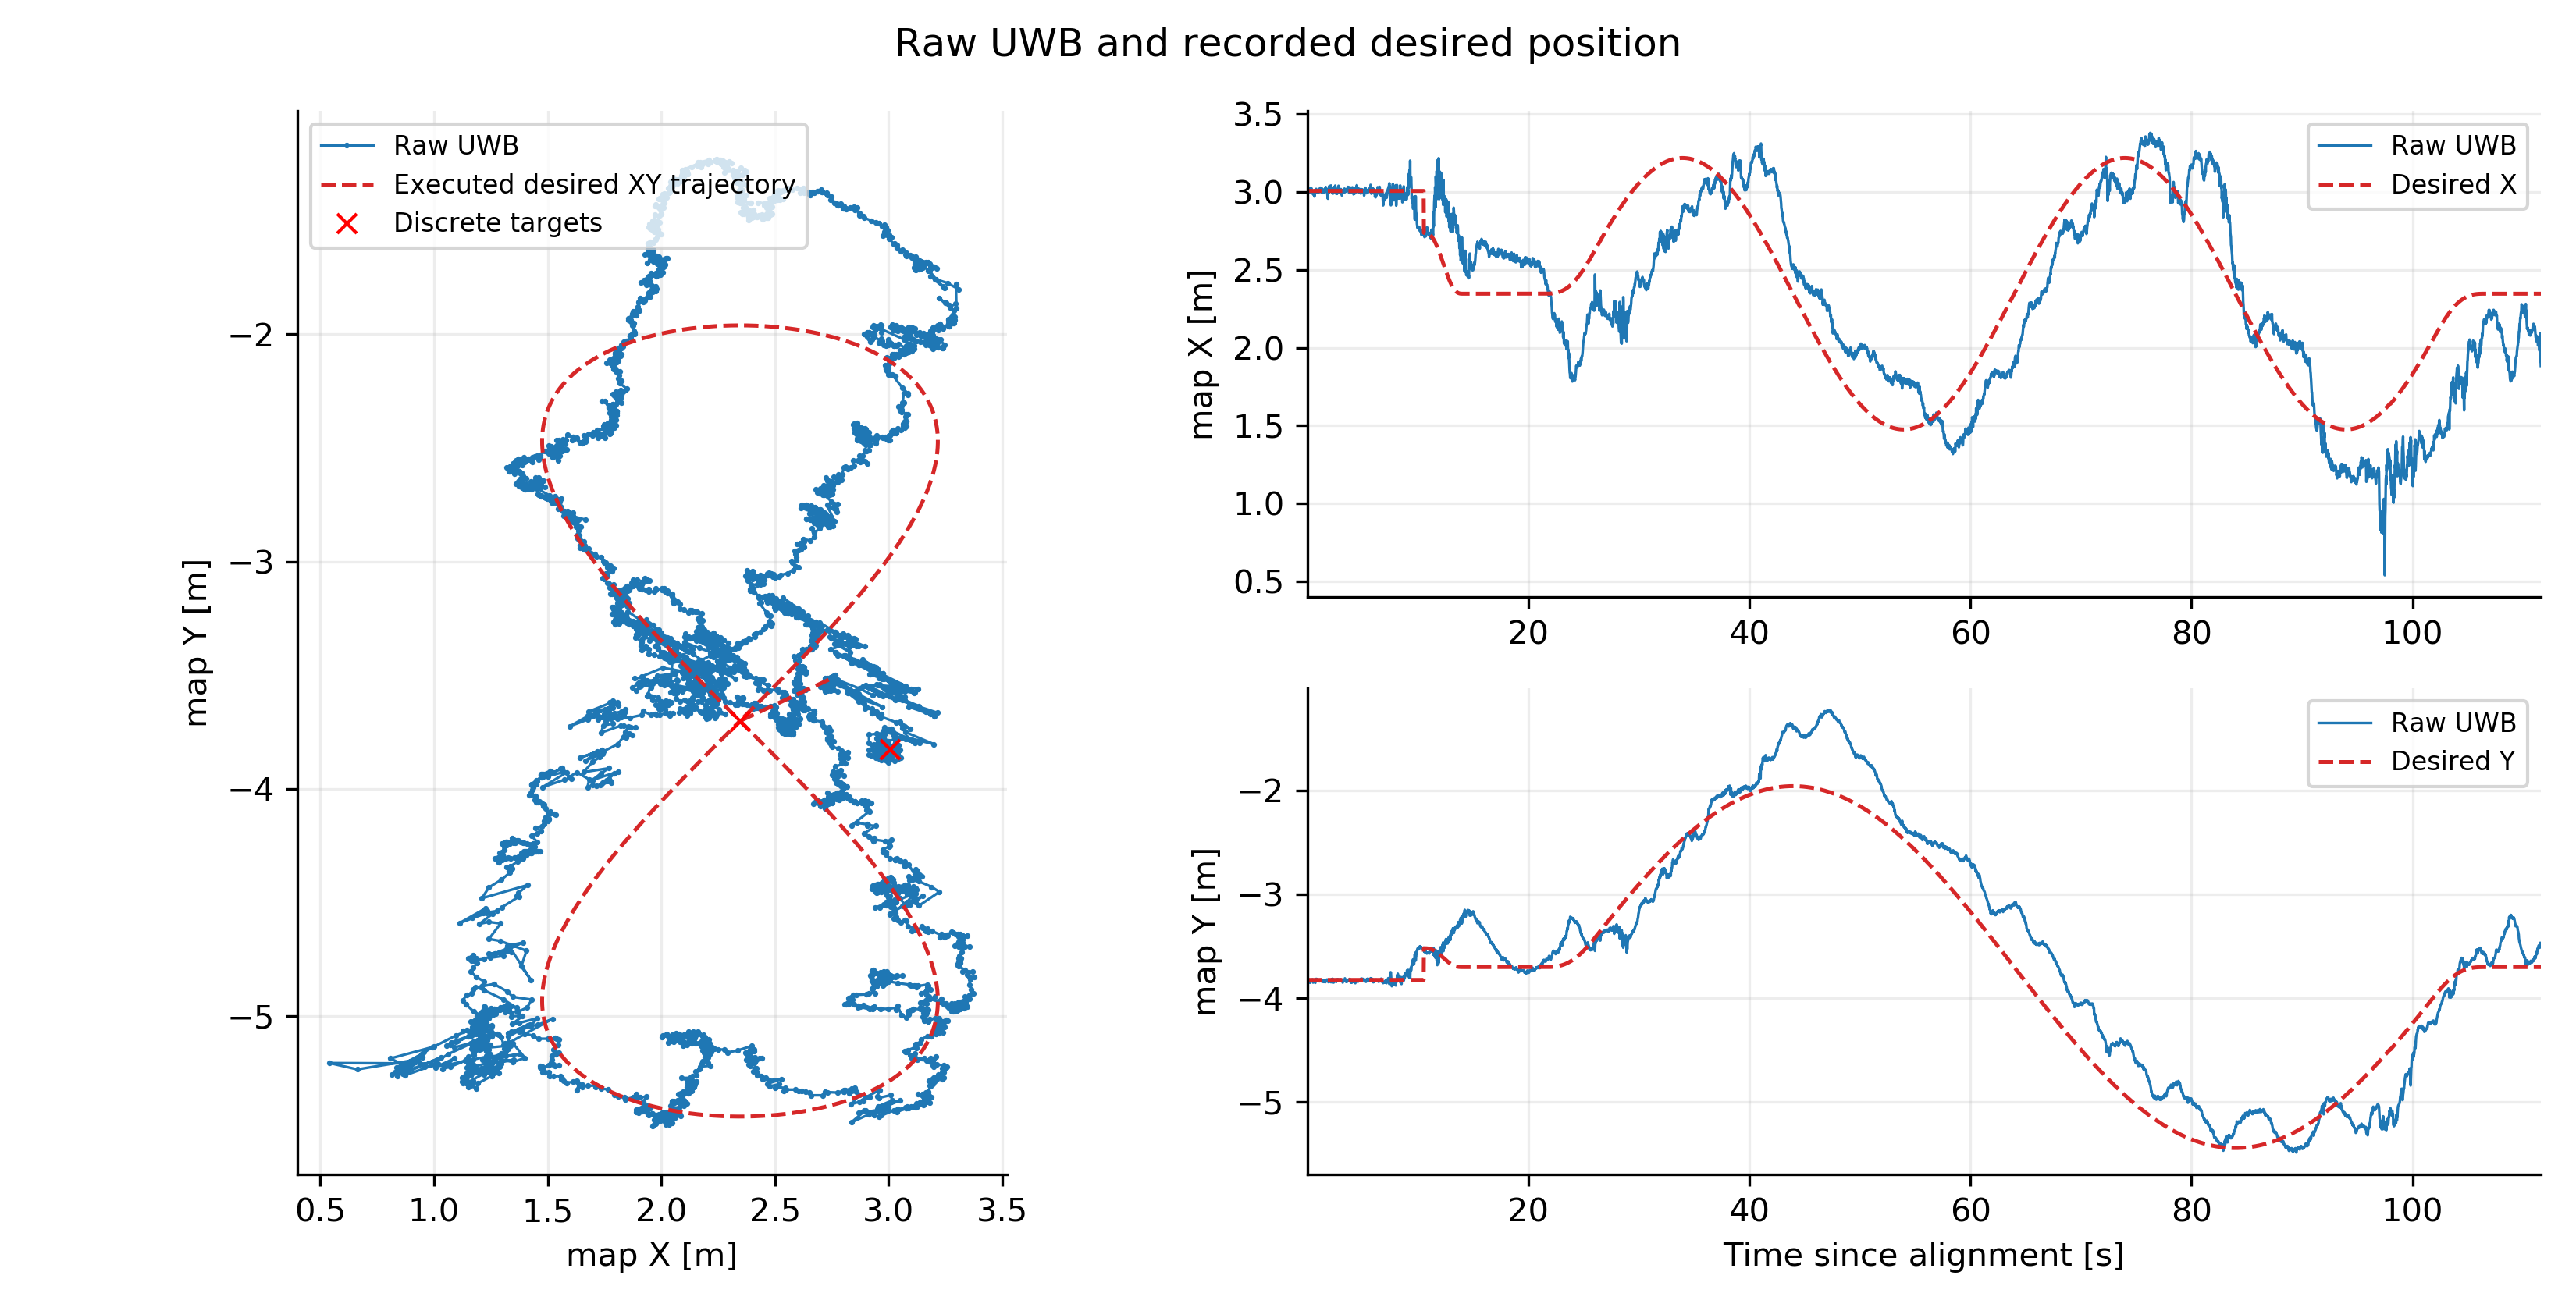 Raw UWB and recorded desired position
Raw UWB
Executed desired XY trajectory
Discrete targets
map Y [m]
−2
−3
−4
−5
0.5 1.0 1.5 2.0 2.5 3.0 3.5
map X [m]
Raw UWB
Desired X
map X [m]
3.5
3.0
2.5
2.0
1.5
1.0
0.5
20 40 60 80 100
Raw UWB
Desired Y
map Y [m]
−2
−3
−4
−5
20 40 60 80 100
Time since alignment [s]